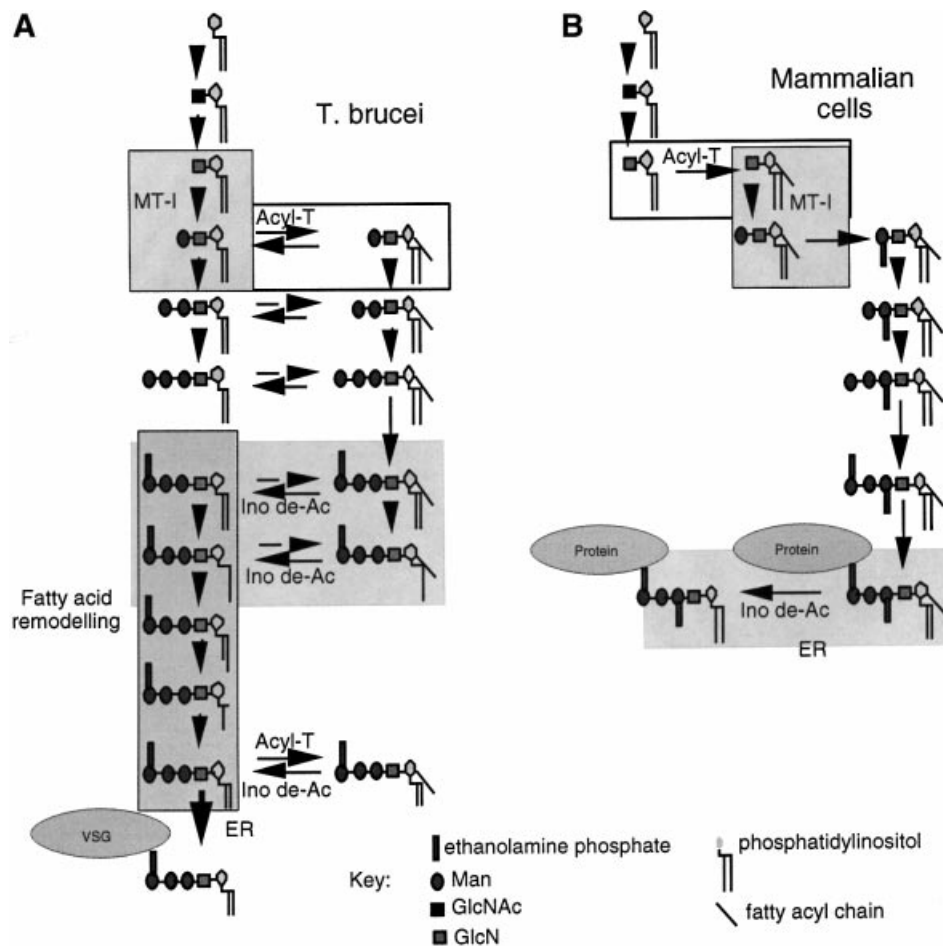 A
T. brucei
MT-I
Acyl-T
Ino de-Ac
Ino de-Ac
Fatty acid
remodelling
Acyl-T
Ino de-Ac
ER
VSG
B
Mammalian
cells
Acyl-T
MT-I
Protein
Protein
Ino de-Ac
ER
Key:
ethanolamine phosphate
Man
GlcNAc
GlcN
phosphatidylinositol
fatty acyl chain